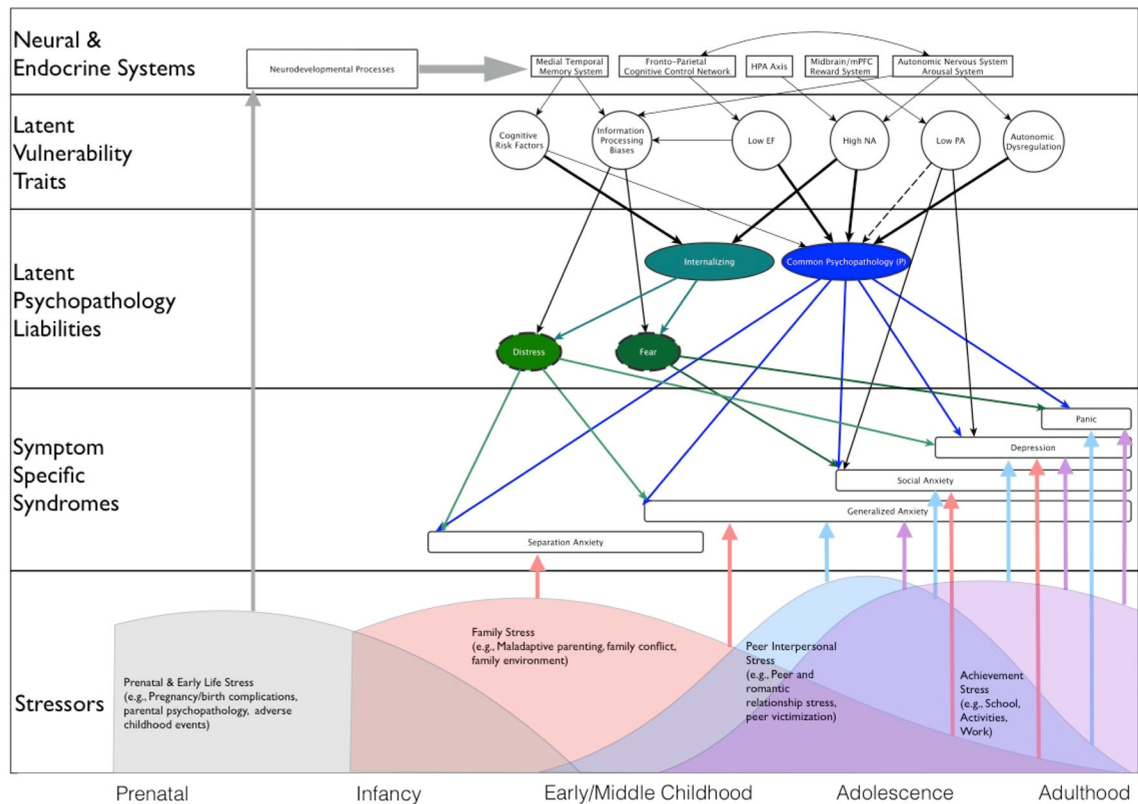 Neural &
Endocrine Systems
Neurodevelopmental Processes
Medial Temporal
Memory System
Fronto-Parietal
Cognitive Control Network
HPA Axis
Midbrain/mPFC
Reward System
Autonomic Nervous System
Arousal System
Latent
Vulnerability
Traits
Cognitive
Risk Factors
Information
Processing
Biases
Low EF
High NA
Low PA
Autonomic
Dysregulation
Latent
Psychopathology
Liabilities
Internalizing
Common Psychopathology (P)
Distress
Fear
Symptom
Specific
Syndromes
Panic
Depression
Social Anxiety
Generalized Anxiety
Separation Anxiety
Stressors
Prenatal & Early Life Stress
(e.g., Pregnancy/birth complications,
parental psychopathology, adverse
childhood events)
Family Stress
(e.g., Maladaptive parenting, family conflict,
family environment)
Peer Interpersonal
Stress
(e.g., Peer and
romantic
relationship stress,
peer victimization)
Achievement
Stress
(e.g., School,
Activities,
Work)
Prenatal
Infancy
Early/Middle Childhood
Adolescence
Adulthood